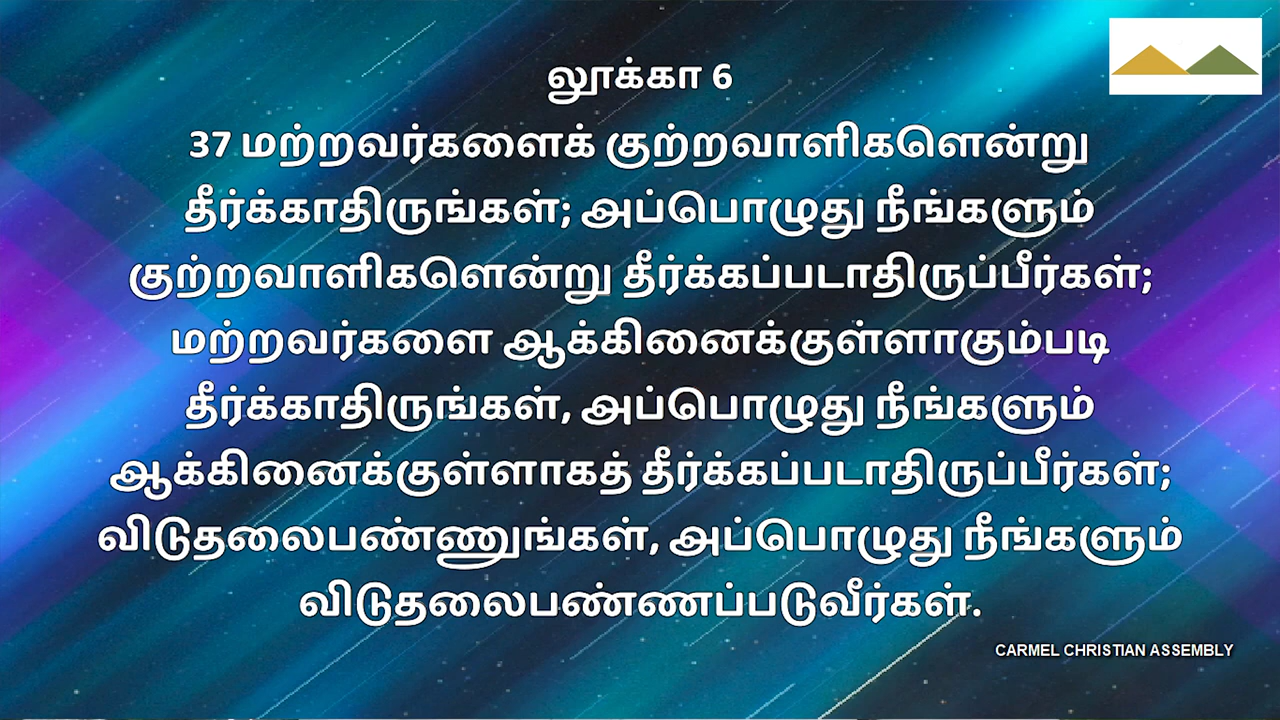 லூக்கா 6
37 மற்றவர்களைக் குற்றவாளிகளென்று
தீர்க்காதிருங்கள்; அப்பொழுது நீங்களும்
குற்றவாளிகளென்று தீர்க்கப்படாதிருப்பீர்கள்;
மற்றவர்களை ஆக்கினைக்குள்ளாகும்படி
தீர்க்காதிருங்கள், அப்பொழுது நீங்களும்
ஆக்கினைக்குள்ளாகத் தீர்க்கப்படாதிருப்பீர்கள்;
விடுதலைபண்ணுங்கள், அப்பொழுது நீங்களும்
விடுதலைபண்ணப்படுவீர்கள்.
CARMEL CHRISTIAN ASSEMBLY